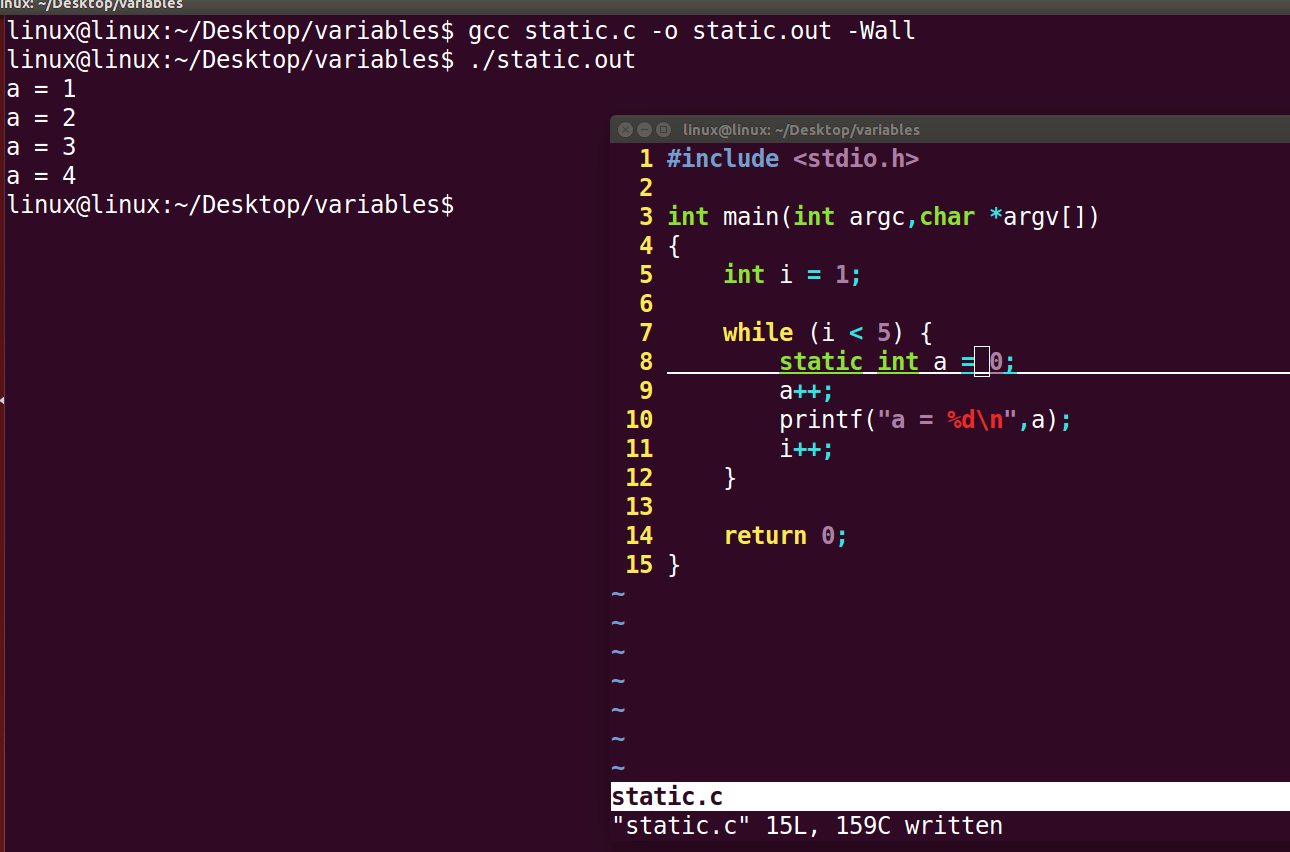 inux: ~/Desktop/variables
linux@linux:~/Desktop/variables$ gcc static.c -o static.out -Wall
linux@linux:~/Desktop/variables$ ./static.out
a = 1
a = 2
a = 3
a = 4
linux@linux:~/Desktop/variables$
linux@linux: ~/Desktop/variables
1 #include <stdio.h>
2
3 int main(int argc,char *argv[])
4 {
5     int i = 1;
6
7     while (i < 5) {
8         static int a = 0;
9         a++;
10         printf("a = %d\n",a);
11         i++;
12     }
13
14     return 0;
15 }
~
~
~
~
~
~
~
static.c
"static.c" 15L, 159C written